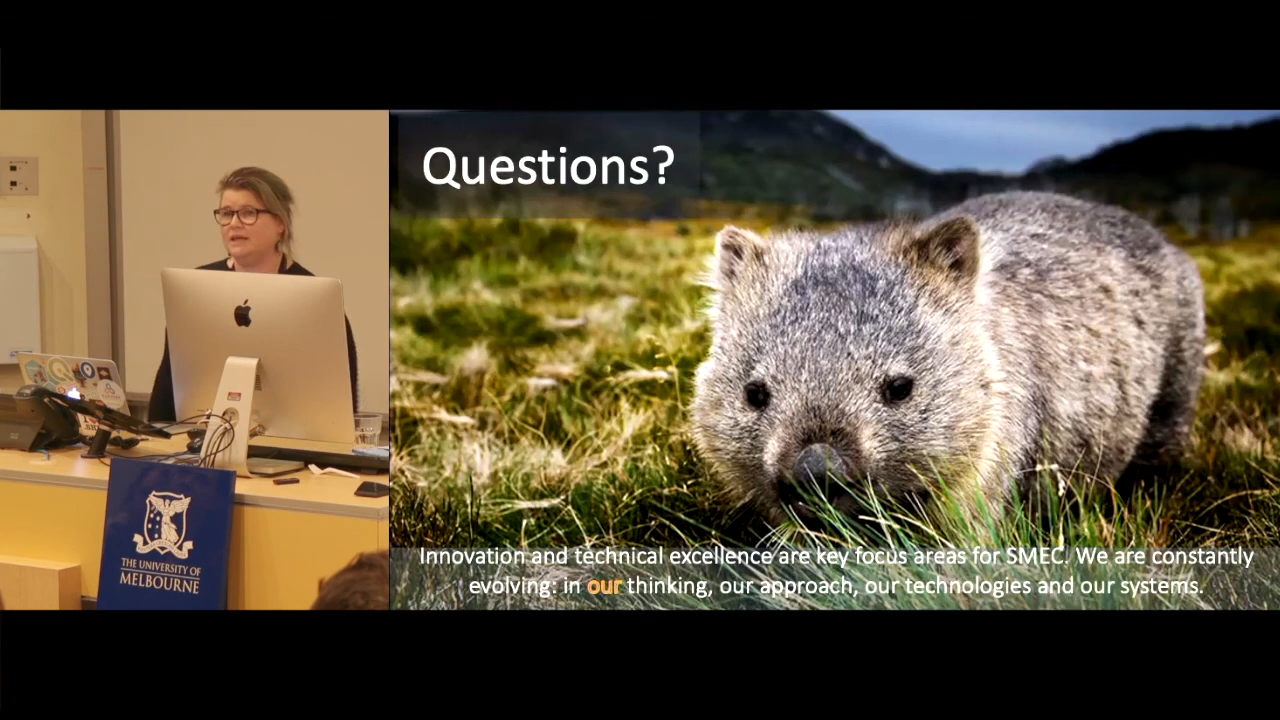 Questions?
Innovation and technical excellence are key focus areas for SMEC. We are constantly
evolving: in our thinking, our approach, our technologies and our systems.
THE UNIVERSITY OF
MELBOURNE